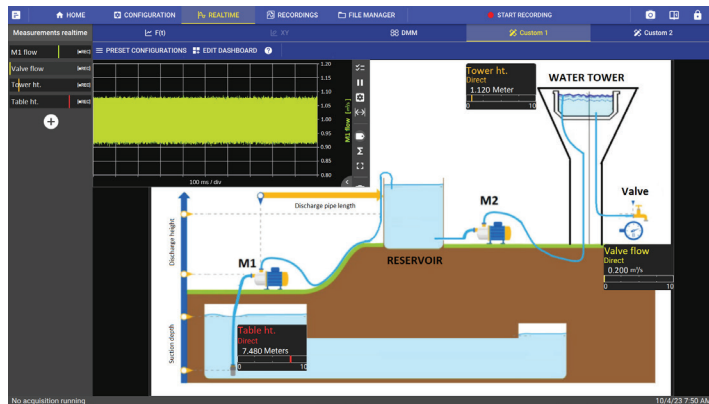 HOME
CONFIGURATION
REALTIME
RECORDINGS
FILE MANAGER
START RECORDING
Measurements realtime
F(t)
XY
DMM
Custom 1
Custom 2
PRESET CONFIGURATIONS
EDIT DASHBOARD
M1 flow
Valve flow
Tower ht.
Table ht.
1.20
1.15
1.10
1.05
1.00
0.95
0.90
0.85
0.80
M1 flow
100 ms / div
Tower ht.
Direct
1.120 Meter
0 10
WATER TOWER
Valve
Discharge pipe length
Discharge height
M2
M1
RESERVOIR
Valve flow
Direct
0.200 m³/s
0 10
Section depth
Table ht.
Direct
7.480 Meters
0 10
No acquisition running
10/4/23 7:50 AM